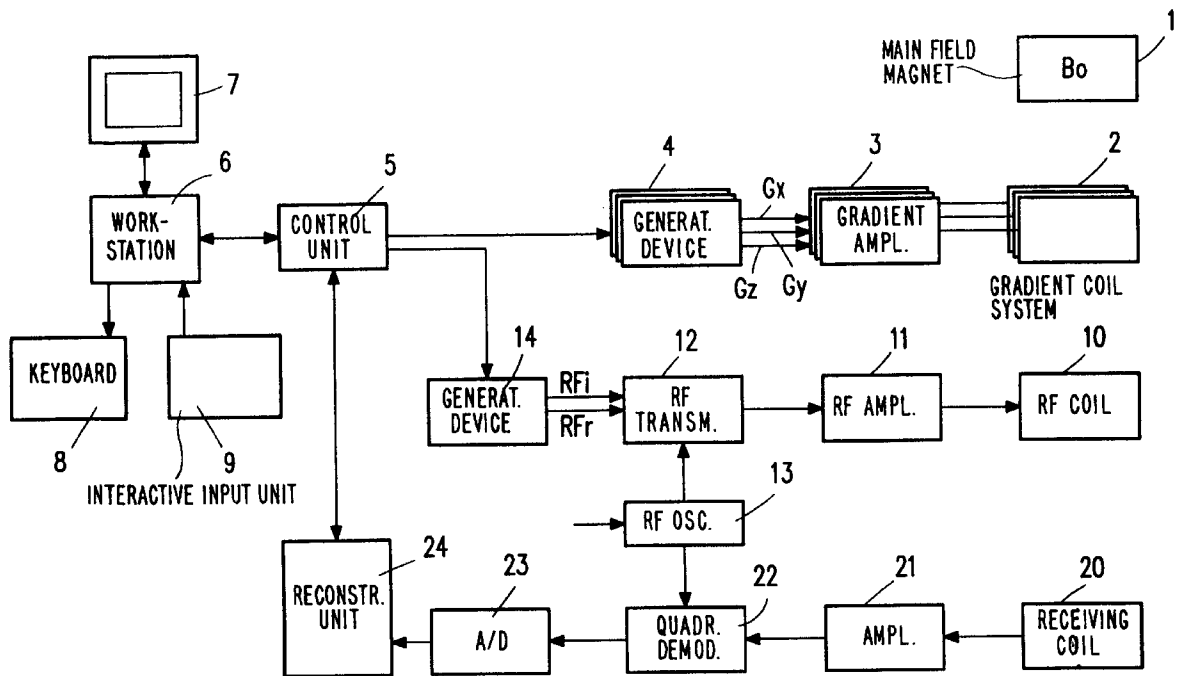 1
MAIN FIELD
MAGNET
Bo
7
6
5
4
3
2
WORK-
STATION
CONTROL
UNIT
GENERAT.
DEVICE
Gx
Gy
Gz
GRADIENT
AMPL.
GRADIENT COIL
SYSTEM
KEYBOARD
8
9
INTERACTIVE INPUT UNIT
14
GENERAT.
DEVICE
RFi
RFr
12
RF
TRANSM.
11
RF AMPL.
10
RF COIL
13
RF OSC.
24
RECONSTR.
UNIT
23
A/D
22
QUADR.
DEMOD.
21
AMPL.
20
RECEIVING
COIL